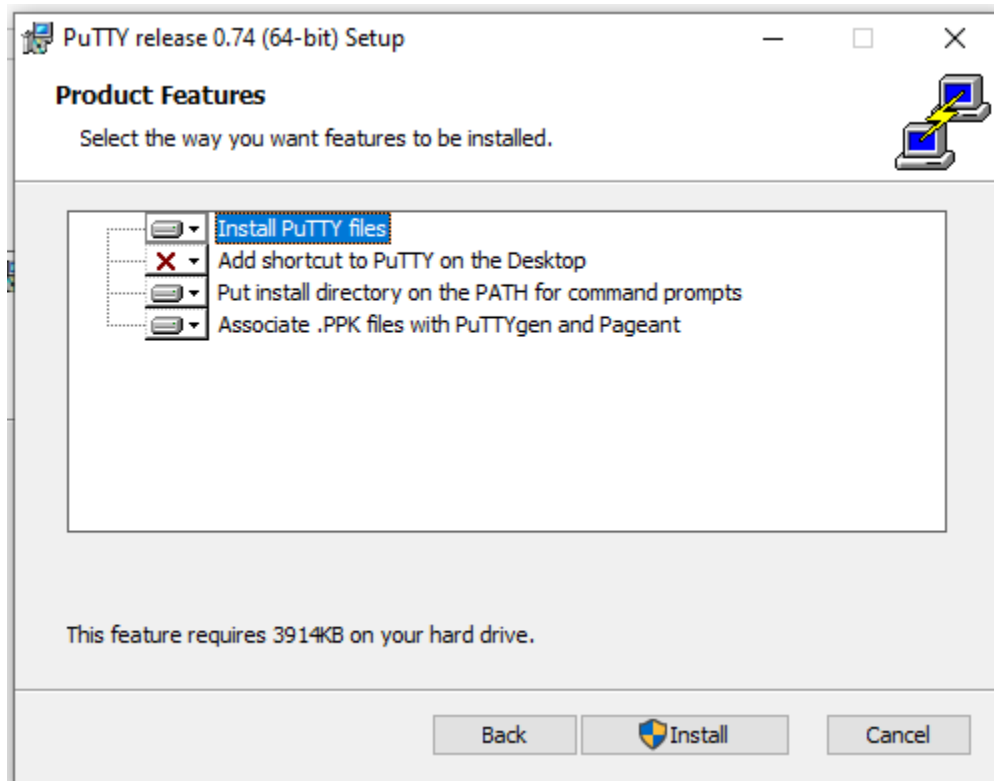 PuTTY release 0.74 (64-bit) Setup
Product Features
Select the way you want features to be installed.
Install PuTTY files
Add shortcut to PuTTY on the Desktop
Put install directory on the PATH for command prompts
Associate .PPK files with PuTTYgen and Pageant
This feature requires 3914KB on your hard drive.
Back
Install
Cancel